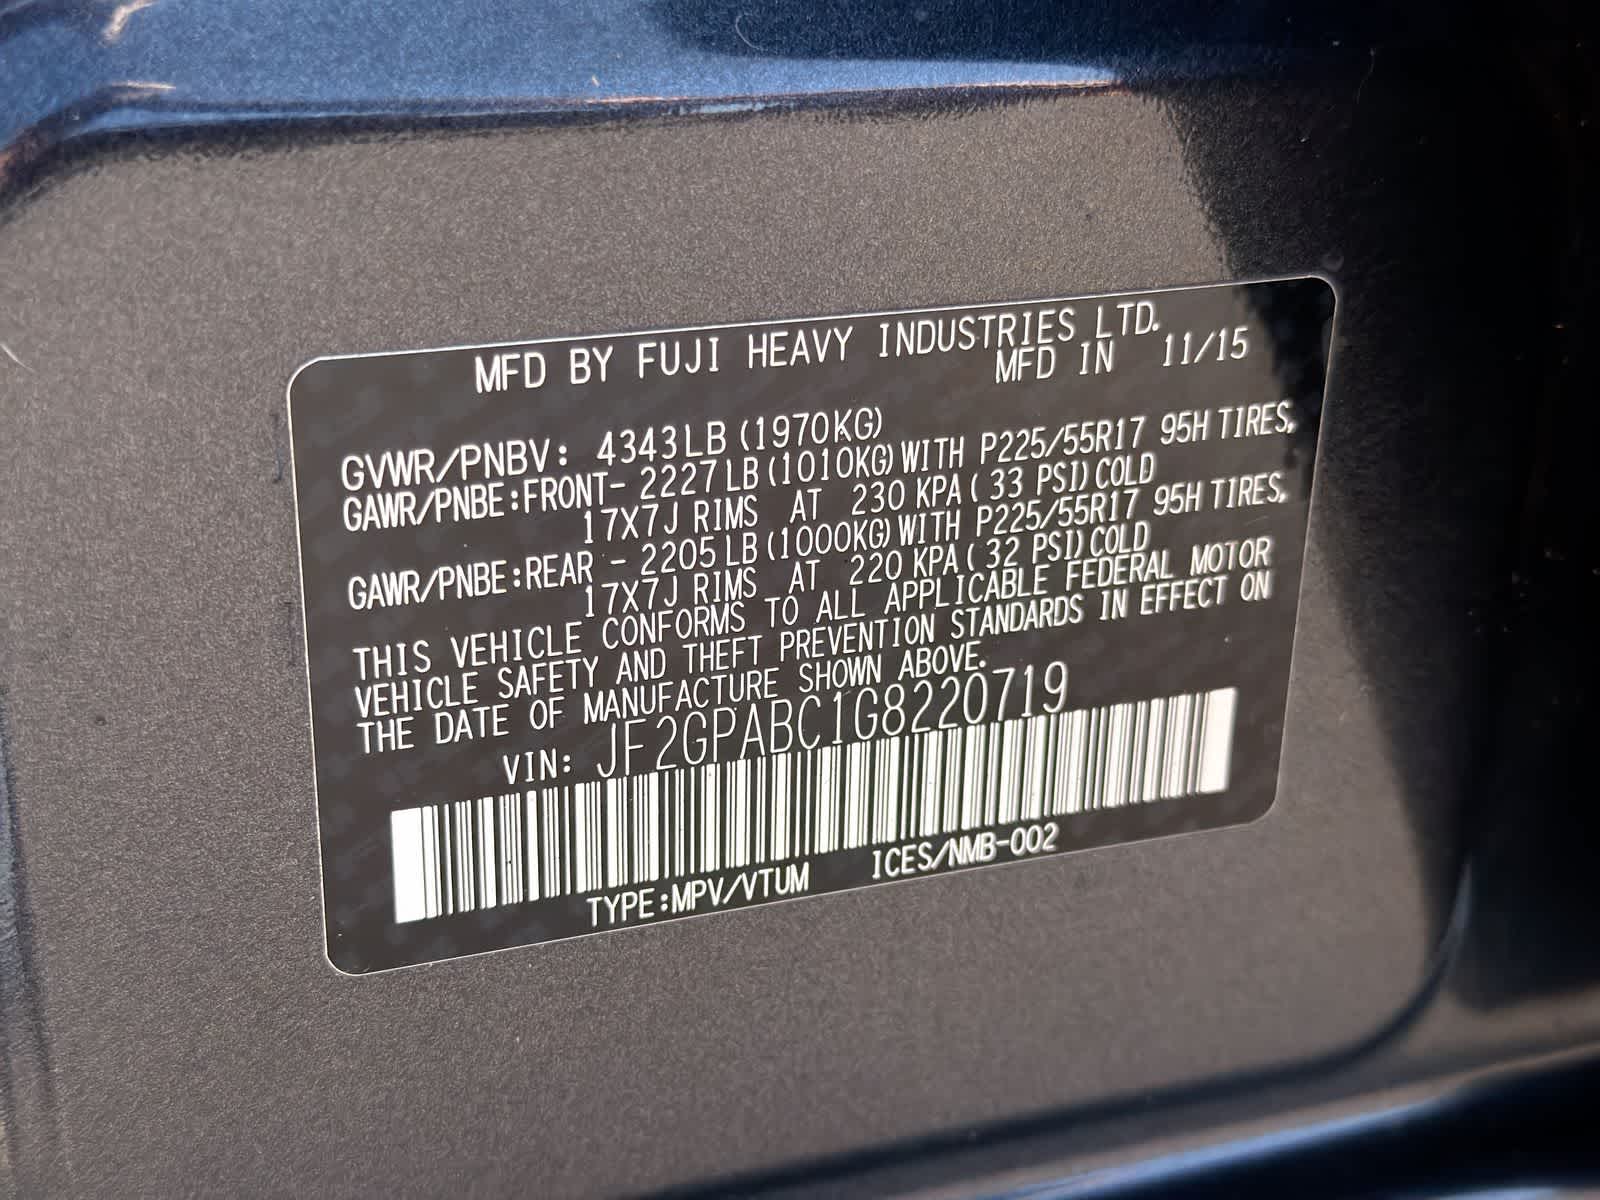 MFD BY FUJI HEAVY INDUSTRIES LTD.
MFD IN 11/15
GVWR/PNBV: 4343LB (1970KG)
GAWR/PNBE:FRONT- 2227LB (1010KG) WITH P225/55R17 95H TIRES,
17X7J RIMS AT 230 KPA ( 33 PSI) COLD
GAWR/PNBE:REAR - 2205LB (1000KG) WITH P225/55R17 95H TIRES,
17X7J RIMS AT 220 KPA ( 32 PSI) COLD
THIS VEHICLE CONFORMS TO ALL APPLICABLE FEDERAL MOTOR
VEHICLE SAFETY AND THEFT PREVENTION STANDARDS IN EFFECT ON
THE DATE OF MANUFACTURE SHOWN ABOVE.
VIN: JF2GPABC1G8220719
TYPE:MPV/VTUM ICES/NMB-002